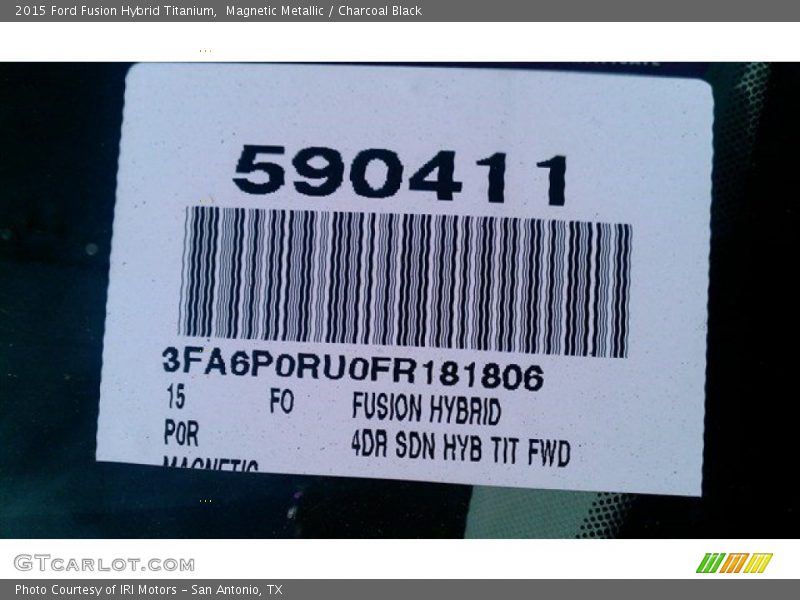 2015 Ford Fusion Hybrid Titanium,  Magnetic Metallic / Charcoal Black
590411
3FA6P0RU0FR181806
15 FO FUSION HYBRID
P0R 4DR SDN HYB TIT FWD
MAGNETIC
GTCARLOT.COM
Photo Courtesy of IRI Motors - San Antonio, TX